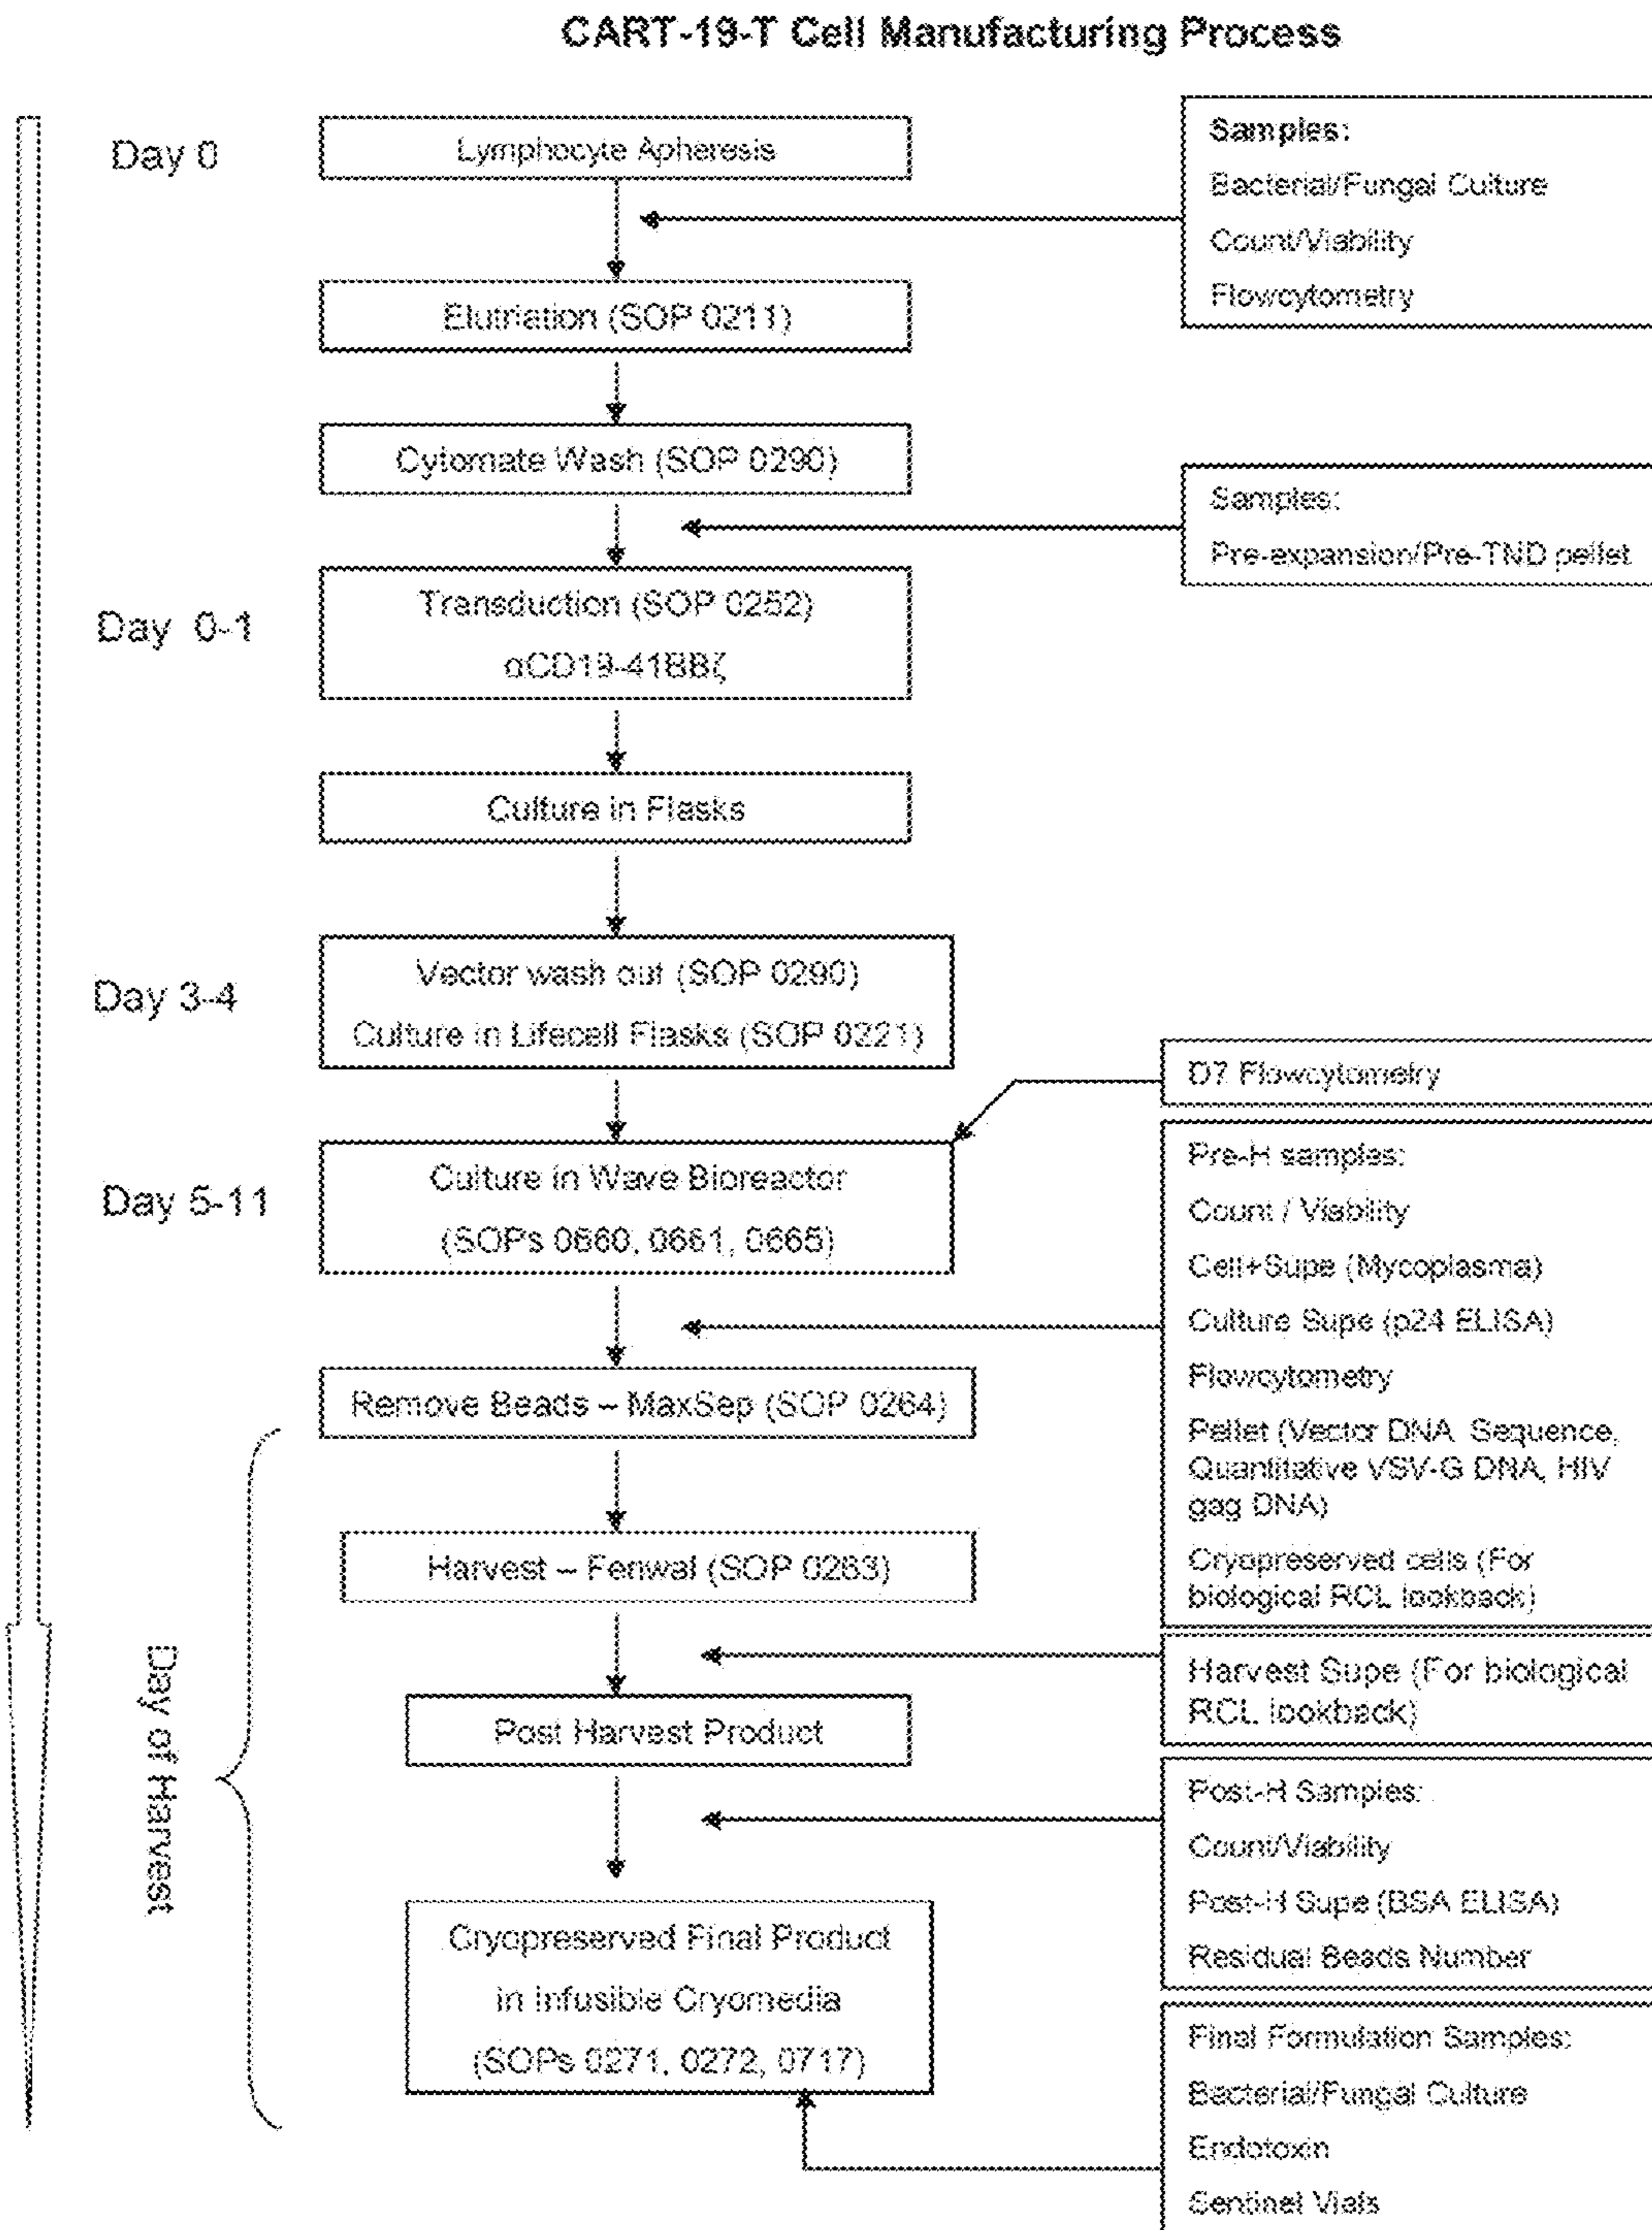 CART-19-T Cell Manufacturing Process
Day 0
Lymphocyte Apheresis
Samples:
Bacterial/Fungal Culture
Count/Viability
Flowcytometry
Elutriation (SOP 0211)
Cytomate Wash (SOP 0290)
Samples:
Pre-expansion/Pre-TND pellet
Day 0-1
Transduction (SOP 0252)
αCD19-41BBζ
Culture in Flasks
Day 3-4
Vector wash out (SOP 0290)
Culture in Lifecell Flasks (SOP 0221)
D7 Flowcytometry
Day 5-11
Culture in Wave Bioreactor
(SOPs 0660, 0661, 0665)
Pre-H samples:
Count / Viability
Cell+Supe (Mycoplasma)
Culture Supe (p24 ELISA)
Flowcytometry
Pellet (Vector DNA Sequence,
Quantitative VSV-G DNA, HIV
gag DNA)
Cryopreserved cells (For
biological RCL lookback)
Remove Beads – MaxSep (SOP 0264)
Day of Harvest
Harvest – Fenwal (SOP 0263)
Harvest Supe (For biological
RCL lookback)
Post Harvest Product
Post-H Samples:
Count/Viability
Post-H Supe (BSA ELISA)
Residual Beads Number
Cryopreserved Final Product
in Infusible Cryomedia
(SOPs 0271, 0272, 0717)
Final Formulation Samples:
Bacterial/Fungal Culture
Endotoxin
Sentinel Vials